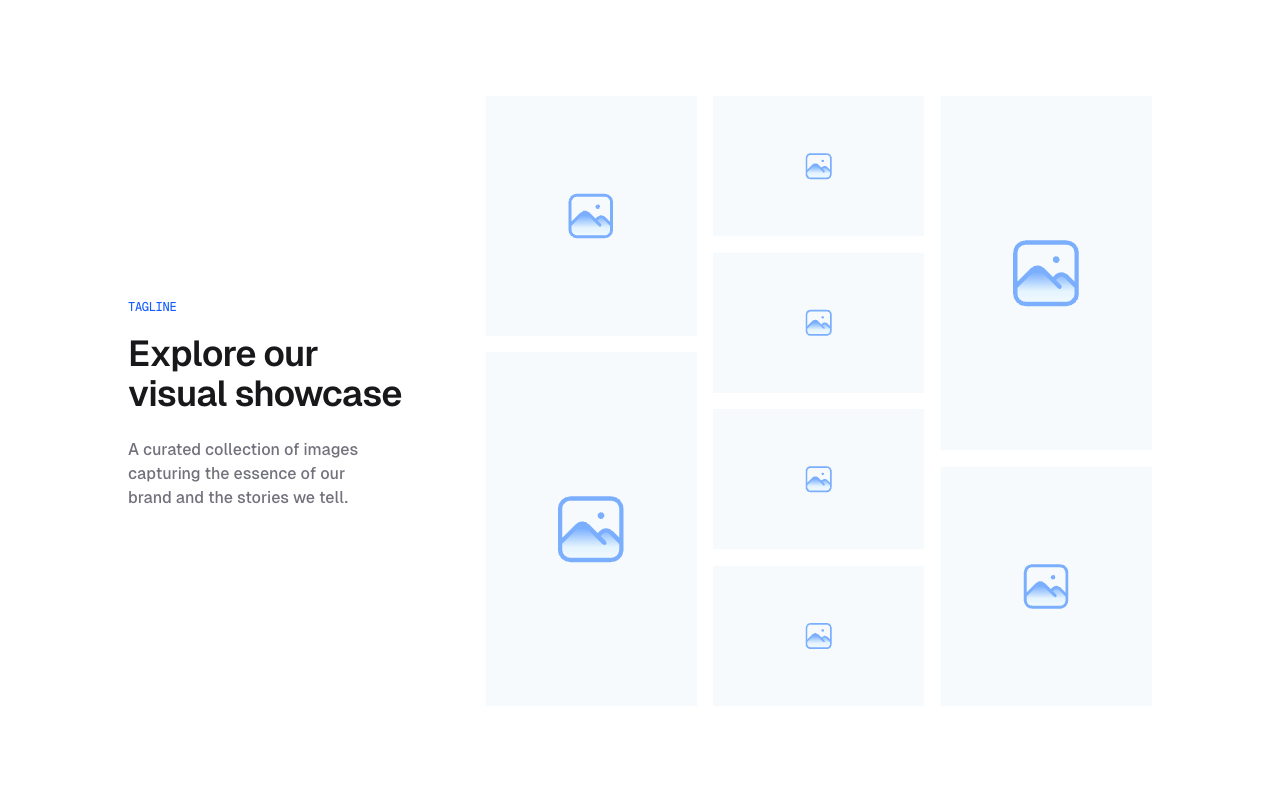 TAGLINE
Explore our
visual showcase
A curated collection of images
capturing the essence of our
brand and the stories we tell.